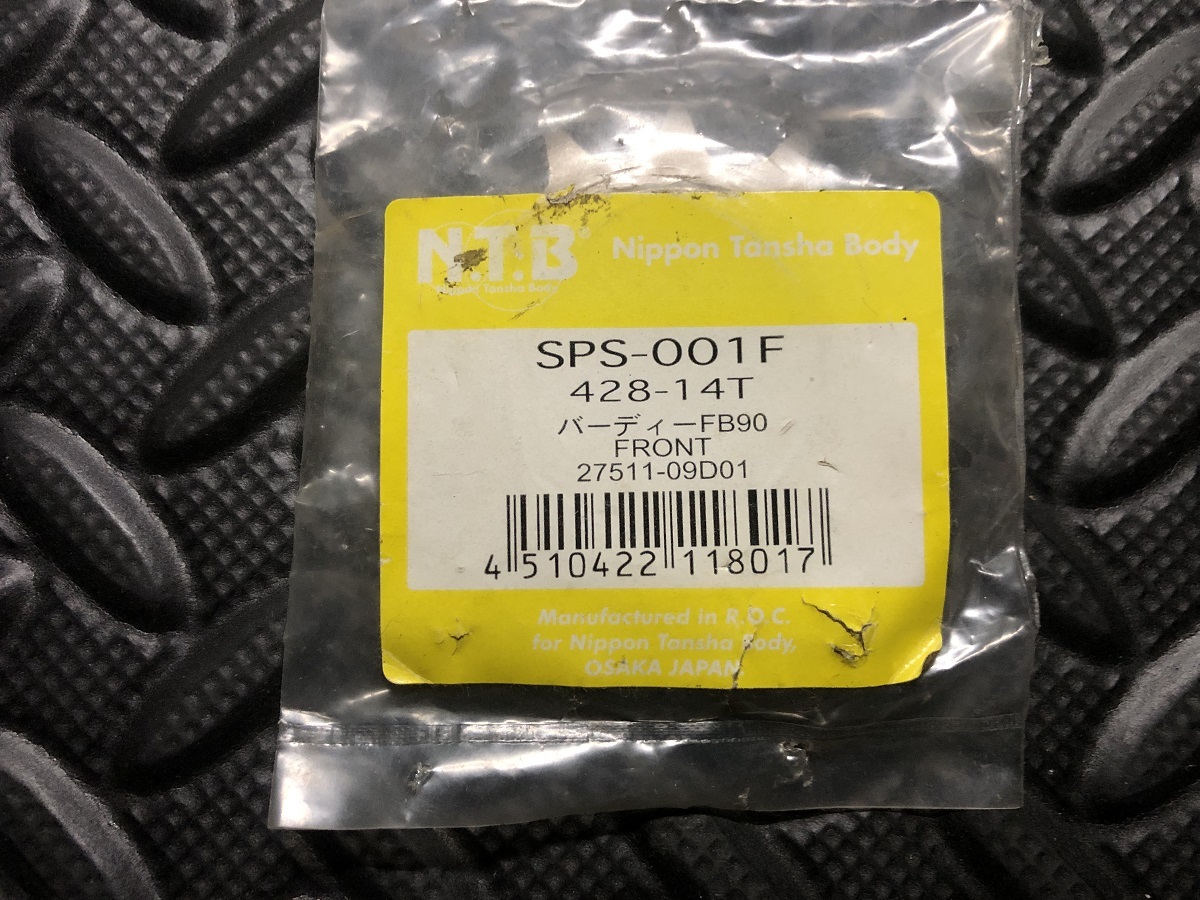 N.T.B®
Nippon Tansha Body
Nippon Tansha Body
SPS-001F
428-14T
バーディーFB90
FRONT
27511-09D01
4 510422 118017
Manufactured in R.O.C.
for Nippon Tansha Body,
OSAKA JAPAN.